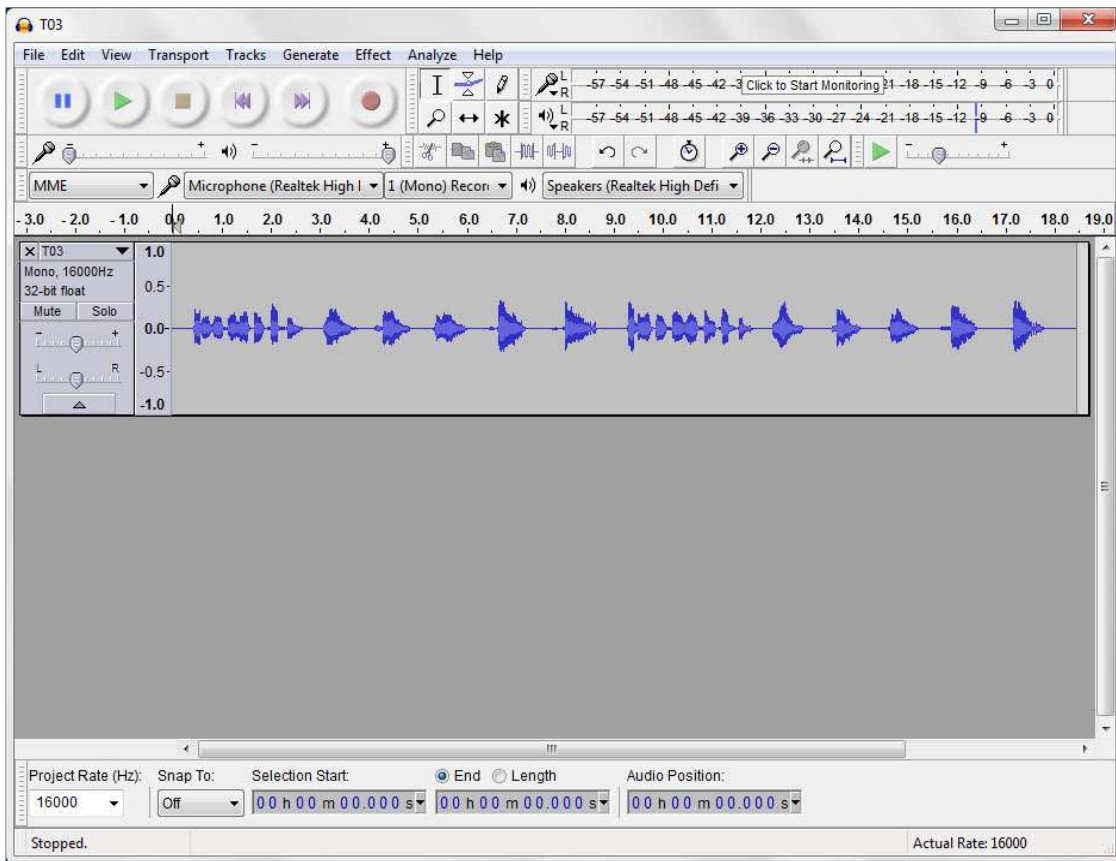 T03
File Edit View Transport Tracks Generate Effect Analyze Help
L
R
-57 -54 -51 -48 -45 -42 -3 Click to Start Monitoring 21 -18 -15 -12 -9 -6 -3 0
L
R
-57 -54 -51 -48 -45 -42 -39 -36 -33 -30 -27 -24 -21 -18 -15 -12 -9 -6 -3 0
MME Microphone (Realtek High 1 (Mono) Recor Speakers (Realtek High Defi
-3.0 -2.0 -1.0 0.0 1.0 2.0 3.0 4.0 5.0 6.0 7.0 8.0 9.0 10.0 11.0 12.0 13.0 14.0 15.0 16.0 17.0 18.0 19.0
X T03 1.0
Mono, 16000Hz
32-bit float 0.5
Mute Solo
- + 0.0
L R -0.5
-1.0
Project Rate (Hz): Snap To: Selection Start: End Length Audio Position:
16000 Off 00 h 00 m 00.000 s 00 h 00 m 00.000 s 00 h 00 m 00.000 s
Stopped. Actual Rate: 16000